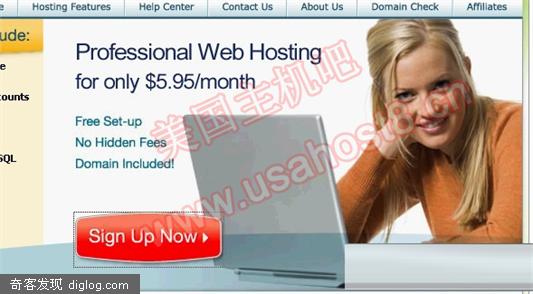 Hosting Features
Help Center
Contact Us
About Us
Domain Check
Affiliates
ude:
Professional Web Hosting
for only $5.95/month
counts
Free Set-up
No Hidden Fees
Domain Included!
SQL
Sign Up Now
美国主机吧
www.usahost8.cn
奇客发现 diglog.com